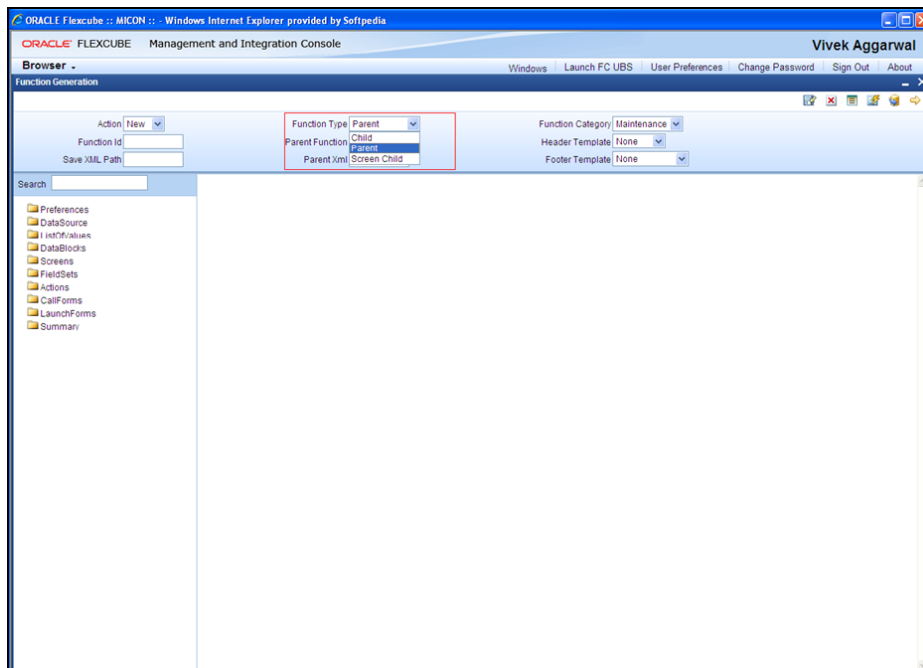 ORACLE Flexcube :: MICON :: - Windows Internet Explorer provided by Softpedia
ORACLE FLEXCUBE Management and Integration Console Vivek Aggarwal
Browser Windows Launch FC UBS User Preferences Change Password Sign Out About
Function Generation
Action New Function Type Parent Function Category Maintenance
Function Id Parent Function Child Header Template None
Parent
Save XML Path Parent Xml Screen Child Footer Template None
Search
Preferences
DataSource
ListOfValues
DataBlocks
Screens
FieldSets
Actions
CallForms
LaunchForms
Summary